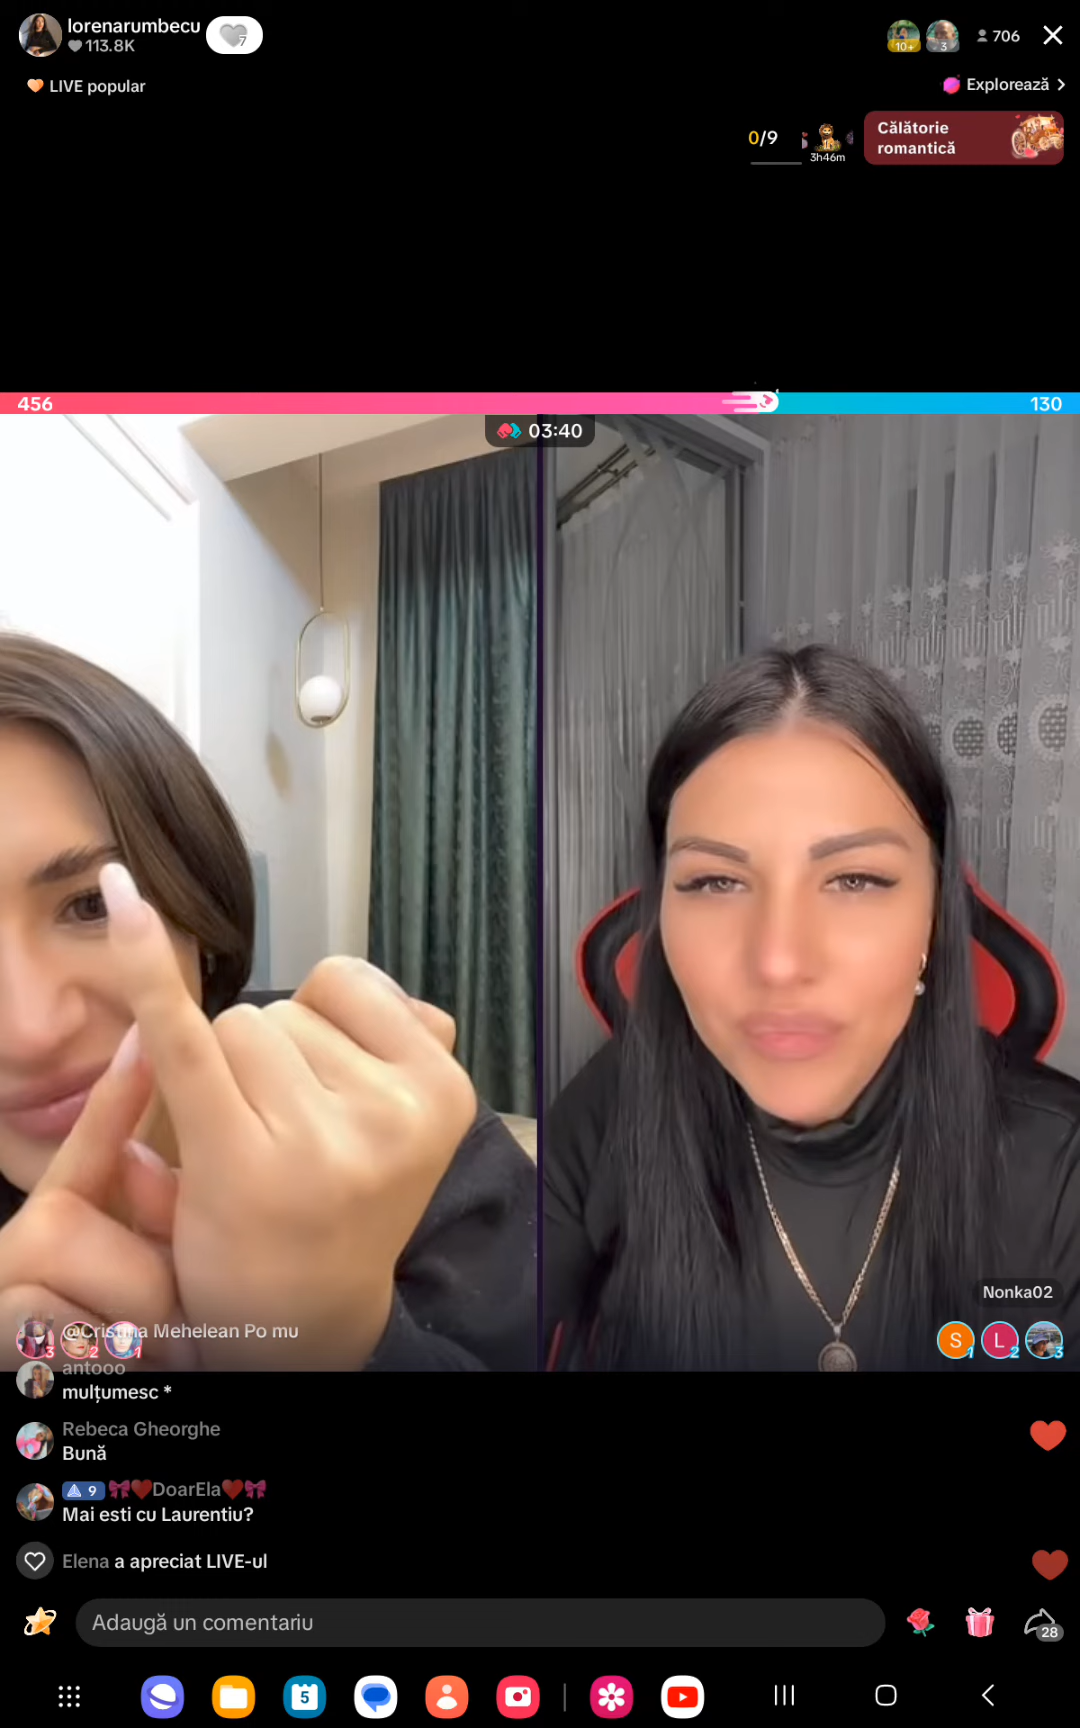 lorenarumbecu
113.8K
7
10+
3
706
LIVE popular
Explorează
0/9
3h46m
Călătorie
romantică
456
130
03:40
Nonka02
@Cristina Mehelean Po mu
3
2
1
S
1
L
2
3
antooo
mulțumesc *
Rebeca Gheorghe
Bună
9 DoarEla
Mai esti cu Laurentiu?
Elena a apreciat LIVE-ul
Adaugă un comentariu
28
5